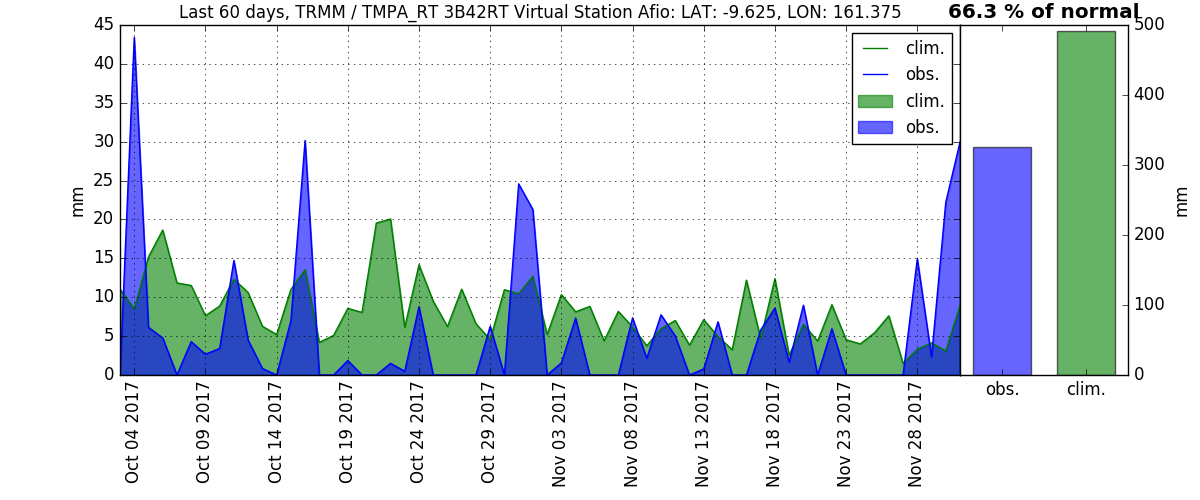 Last 60 days, TRMM / TMPA_RT 3B42RT Virtual Station Afio: LAT: -9.625, LON: 161.375
66.3 % of normal
45
40
35
30
25
20
15
10
5
0
mm
clim.
obs.
clim.
obs.
500
400
300
200
100
0
mm
obs.
clim.
Oct 04 2017
Oct 09 2017
Oct 14 2017
Oct 19 2017
Oct 24 2017
Oct 29 2017
Nov 03 2017
Nov 08 2017
Nov 13 2017
Nov 18 2017
Nov 23 2017
Nov 28 2017